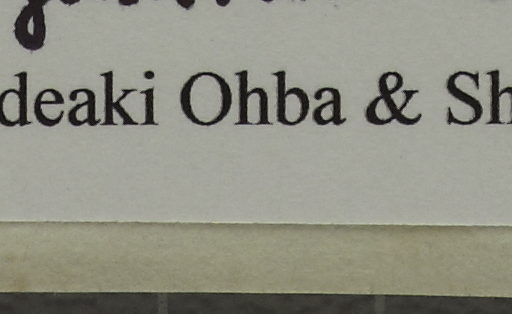 deaki Ohba & Sh